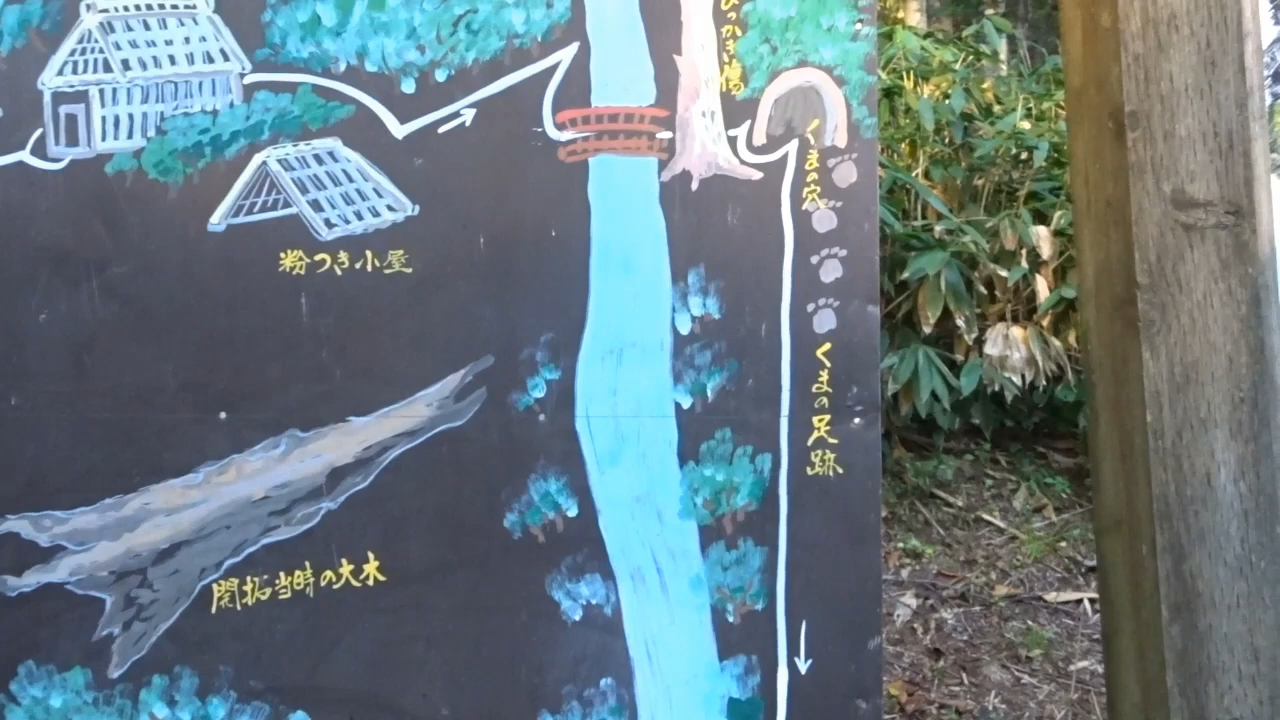 ひっかき傷
くまの穴
粉つき小屋
くまの足跡
開拓当時の大木